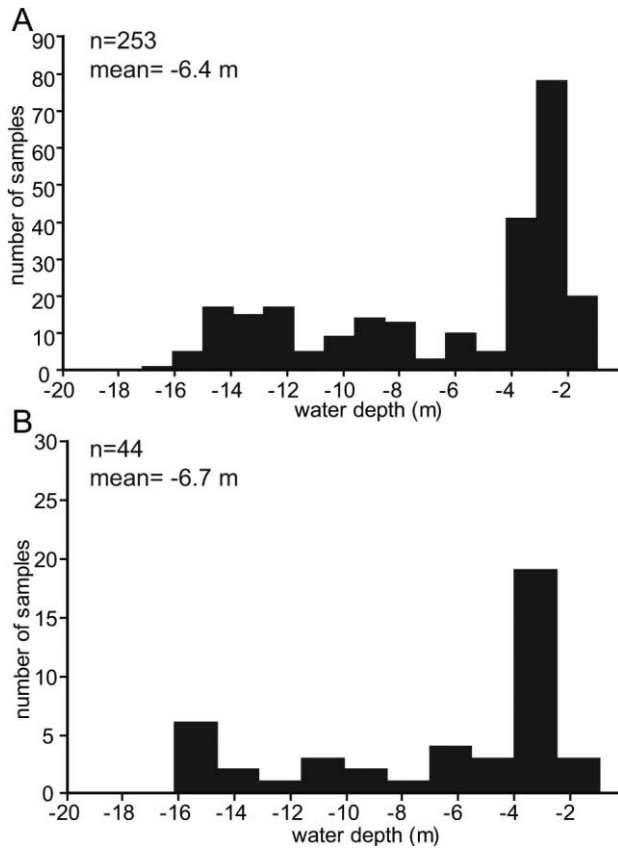 A
n=253
mean= -6.4 m
number of samples
90
80
70
60
50
40
30
20
10
0
-20 -18 -16 -14 -12 -10 -8 -6 -4 -2
water depth (m)
B
n=44
mean= -6.7 m
number of samples
30
25
20
15
10
5
0
-20 -18 -16 -14 -12 -10 -8 -6 -4 -2
water depth (m)